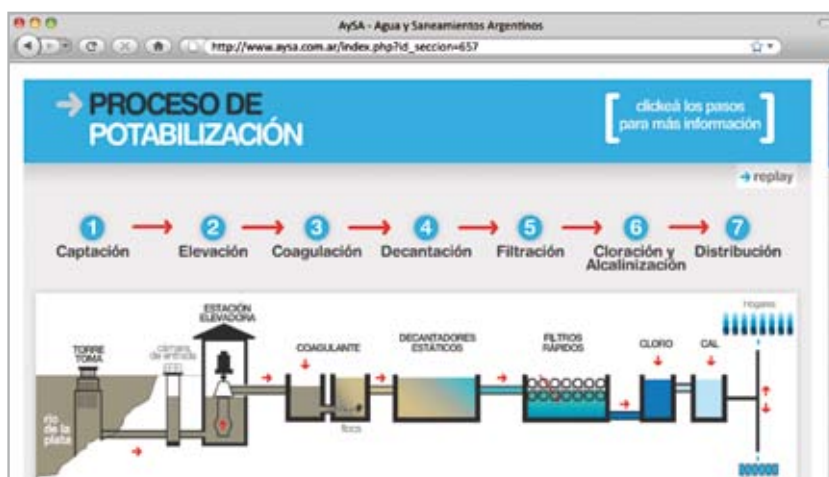 AySA - Agua y Saneamientos Argentinos
http://www.aysa.com.ar/index.php?id_seccion=657
→ PROCESO DE
POTABILIZACIÓN
[ clickeá los pasos
para más información ]
→ replay
1 → 2 → 3 → 4 → 5 → 6 → 7
Captación Elevación Coagulación Decantación Filtración Cloración y Alcalinización Distribución
hogares
ESTACIÓN
ELEVADORA
TORRE
TOMA
cámara
de entrada
COAGULANTE
DECANTADORES
ESTÁTICOS
FILTROS
RÁPIDOS
CLORO
CAL
río
de la
plata
flocs